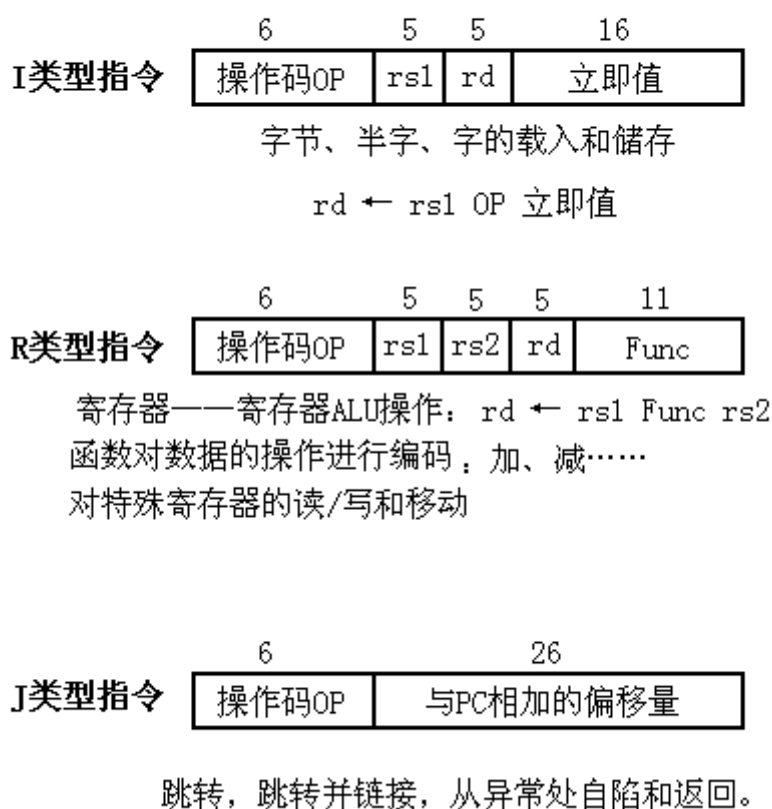 6 5 5 16
I类型指令 操作码OP rs1 rd 立即值
字节、半字、字的载入和储存
rd ← rs1 OP 立即值
6 5 5 5 11
R类型指令 操作码OP rs1 rs2 rd Func
寄存器——寄存器ALU操作：rd ← rs1 Func rs2
函数对数据的操作进行编码：加、减……
对特殊寄存器的读/写和移动
6 26
J类型指令 操作码OP 与PC相加的偏移量
跳转，跳转并链接，从异常处自陷和返回。